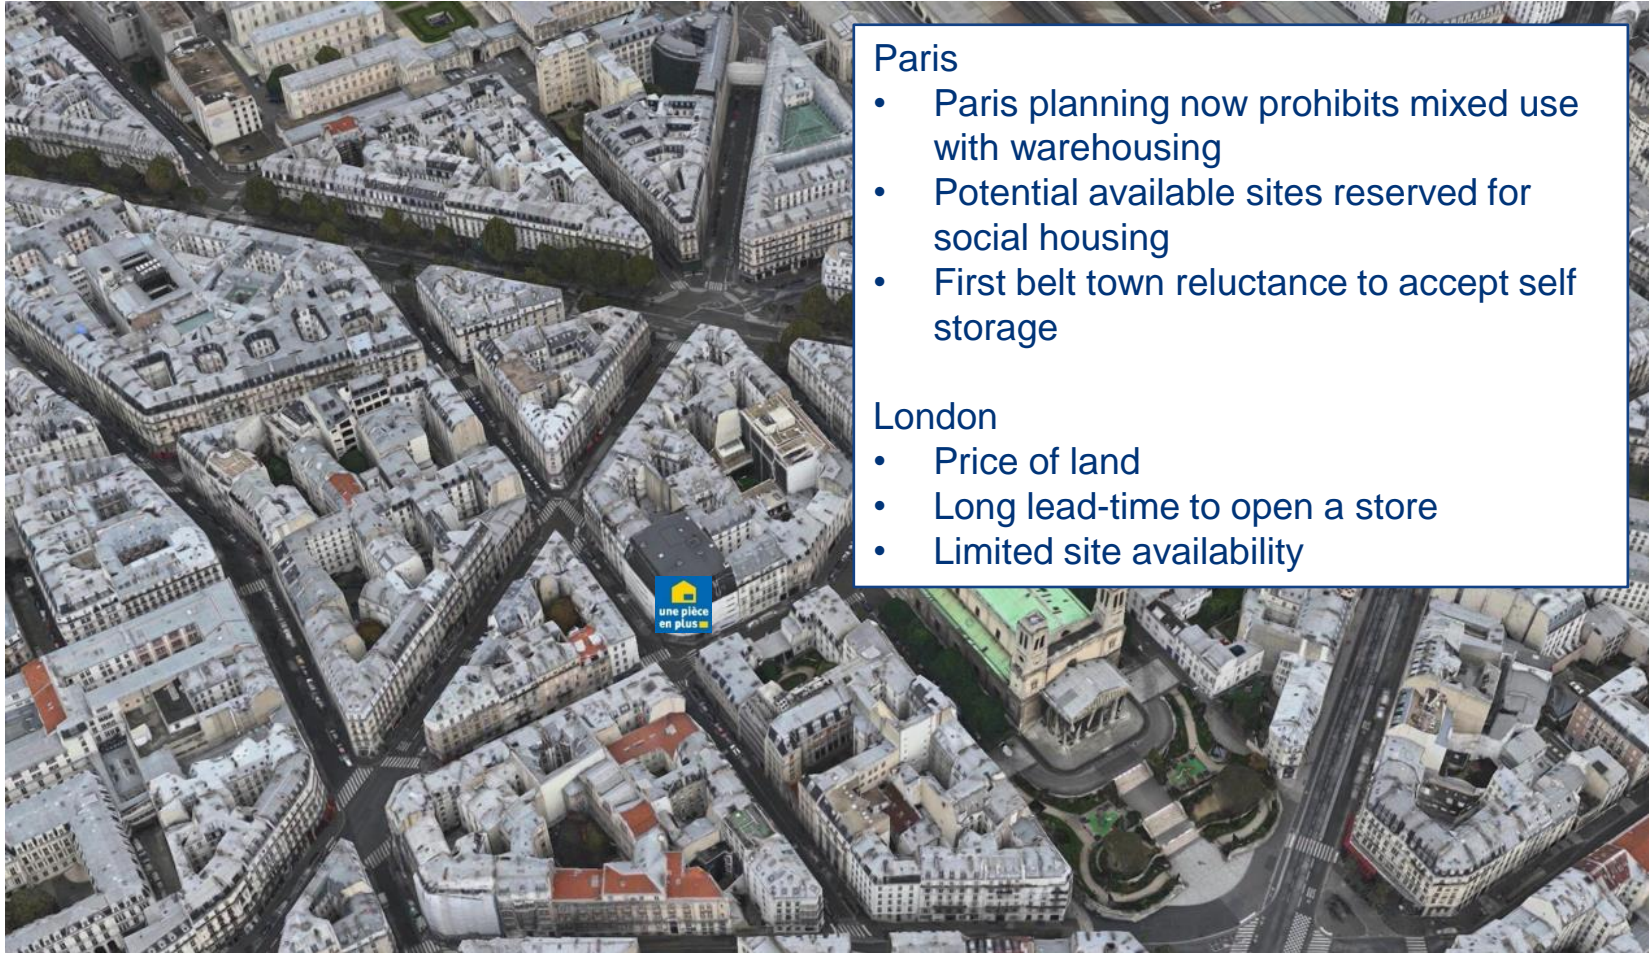 Paris
• Paris planning now prohibits mixed use
with warehousing
• Potential available sites reserved for
social housing
• First belt town reluctance to accept self
storage
London
• Price of land
• Long lead-time to open a store
• Limited site availability
une pièce
en plus